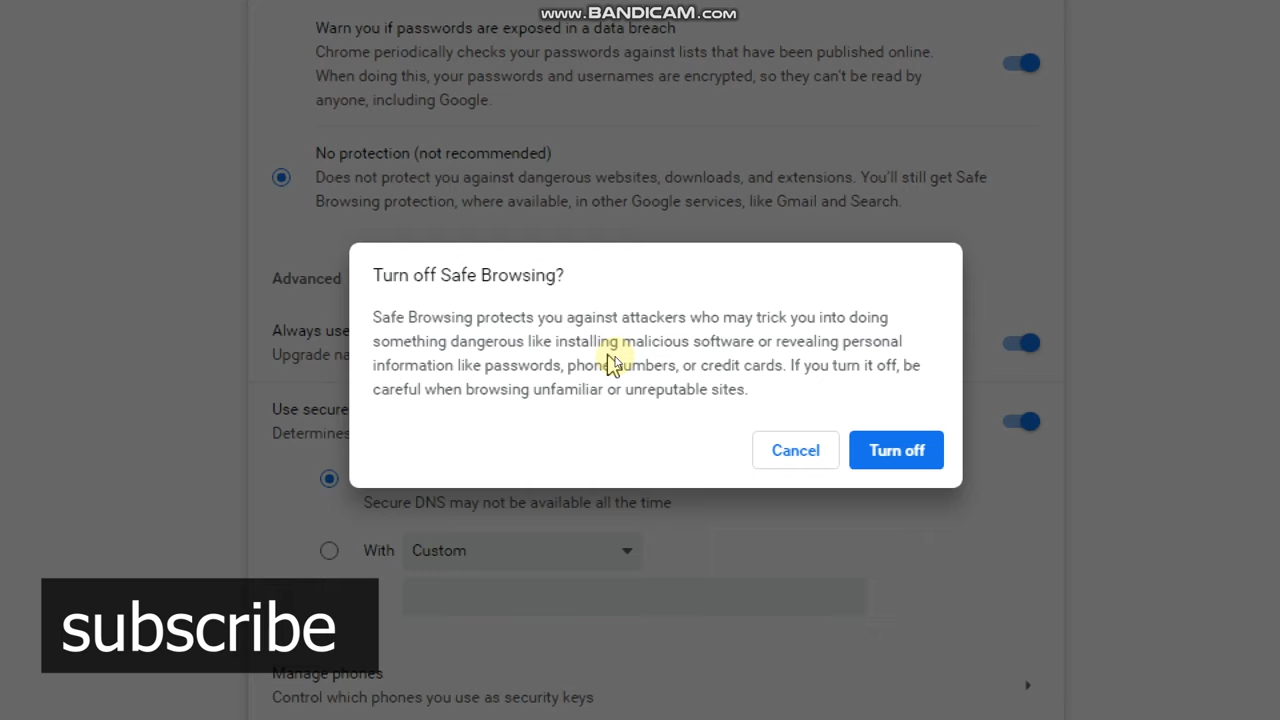 www.BANDICAM.com
Warn you if passwords are exposed in a data breach
Chrome periodically checks your passwords against lists that have been published online.
When doing this, your passwords and usernames are encrypted, so they can't be read by
anyone, including Google.
No protection (not recommended)
Does not protect you against dangerous websites, downloads, and extensions. You'll still get Safe
Browsing protection, where available, in other Google services, like Gmail and Search.
Turn off Safe Browsing?
Advanced
Safe Browsing protects you against attackers who may trick you into doing
something dangerous like installing malicious software or revealing personal
information like passwords, phone numbers, or credit cards. If you turn it off, be
careful when browsing unfamiliar or unreputable sites.
Always use
Upgrade na
Use secure
Determines
Cancel
Turn off
Secure DNS may not be available all the time
With
Custom
subscribe
Manage phones
Control which phones you use as security keys